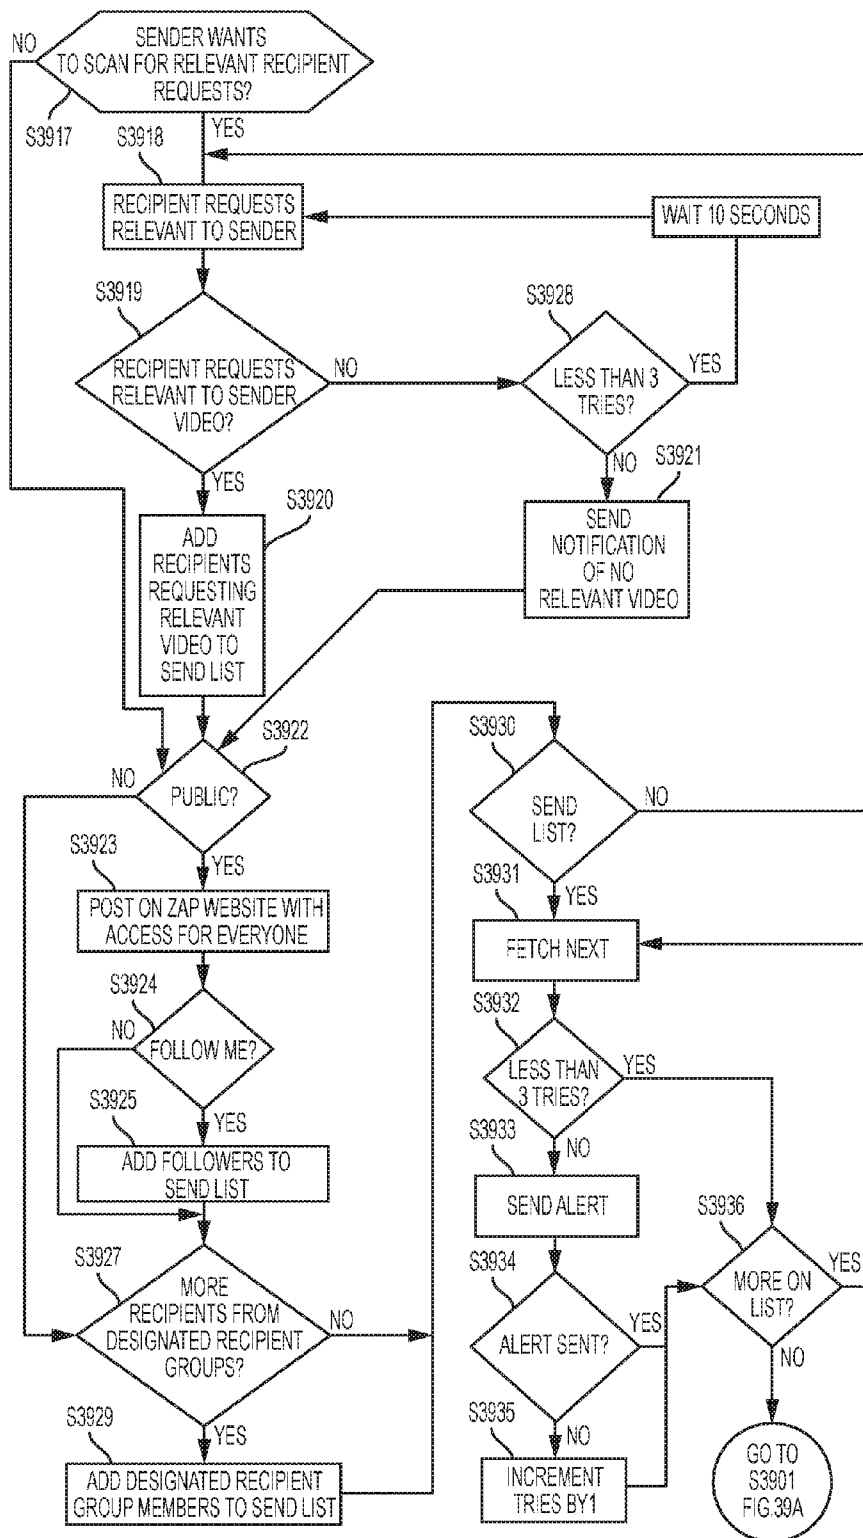 NO
SENDER WANTS
TO SCAN FOR RELEVANT RECIPIENT
REQUESTS?
S3917
YES
S3918
RECIPIENT REQUESTS
RELEVANT TO SENDER
WAIT 10 SECONDS
S3919
RECIPIENT REQUESTS
RELEVANT TO SENDER
VIDEO?
NO
S3928
LESS THAN 3
TRIES?
YES
NO
S3921
SEND
NOTIFICATION
OF NO
RELEVANT VIDEO
YES
S3920
ADD
RECIPIENTS
REQUESTING
RELEVANT
VIDEO TO
SEND LIST
S3922
NO
PUBLIC?
YES
S3923
POST ON ZAP WEBSITE WITH
ACCESS FOR EVERYONE
S3924
NO
FOLLOW ME?
YES
S3925
ADD FOLLOWERS TO
SEND LIST
S3927
MORE
RECIPIENTS FROM
DESIGNATED RECIPIENT
GROUPS?
NO
YES
S3929
ADD DESIGNATED RECIPIENT
GROUP MEMBERS TO SEND LIST
S3930
SEND
LIST?
NO
YES
S3931
FETCH NEXT
S3932
LESS THAN
3 TRIES?
YES
NO
S3933
SEND ALERT
S3934
ALERT SENT?
YES
NO
S3935
INCREMENT
TRIES BY1
S3936
MORE ON
LIST?
YES
NO
GO TO
S3901
FIG.39A